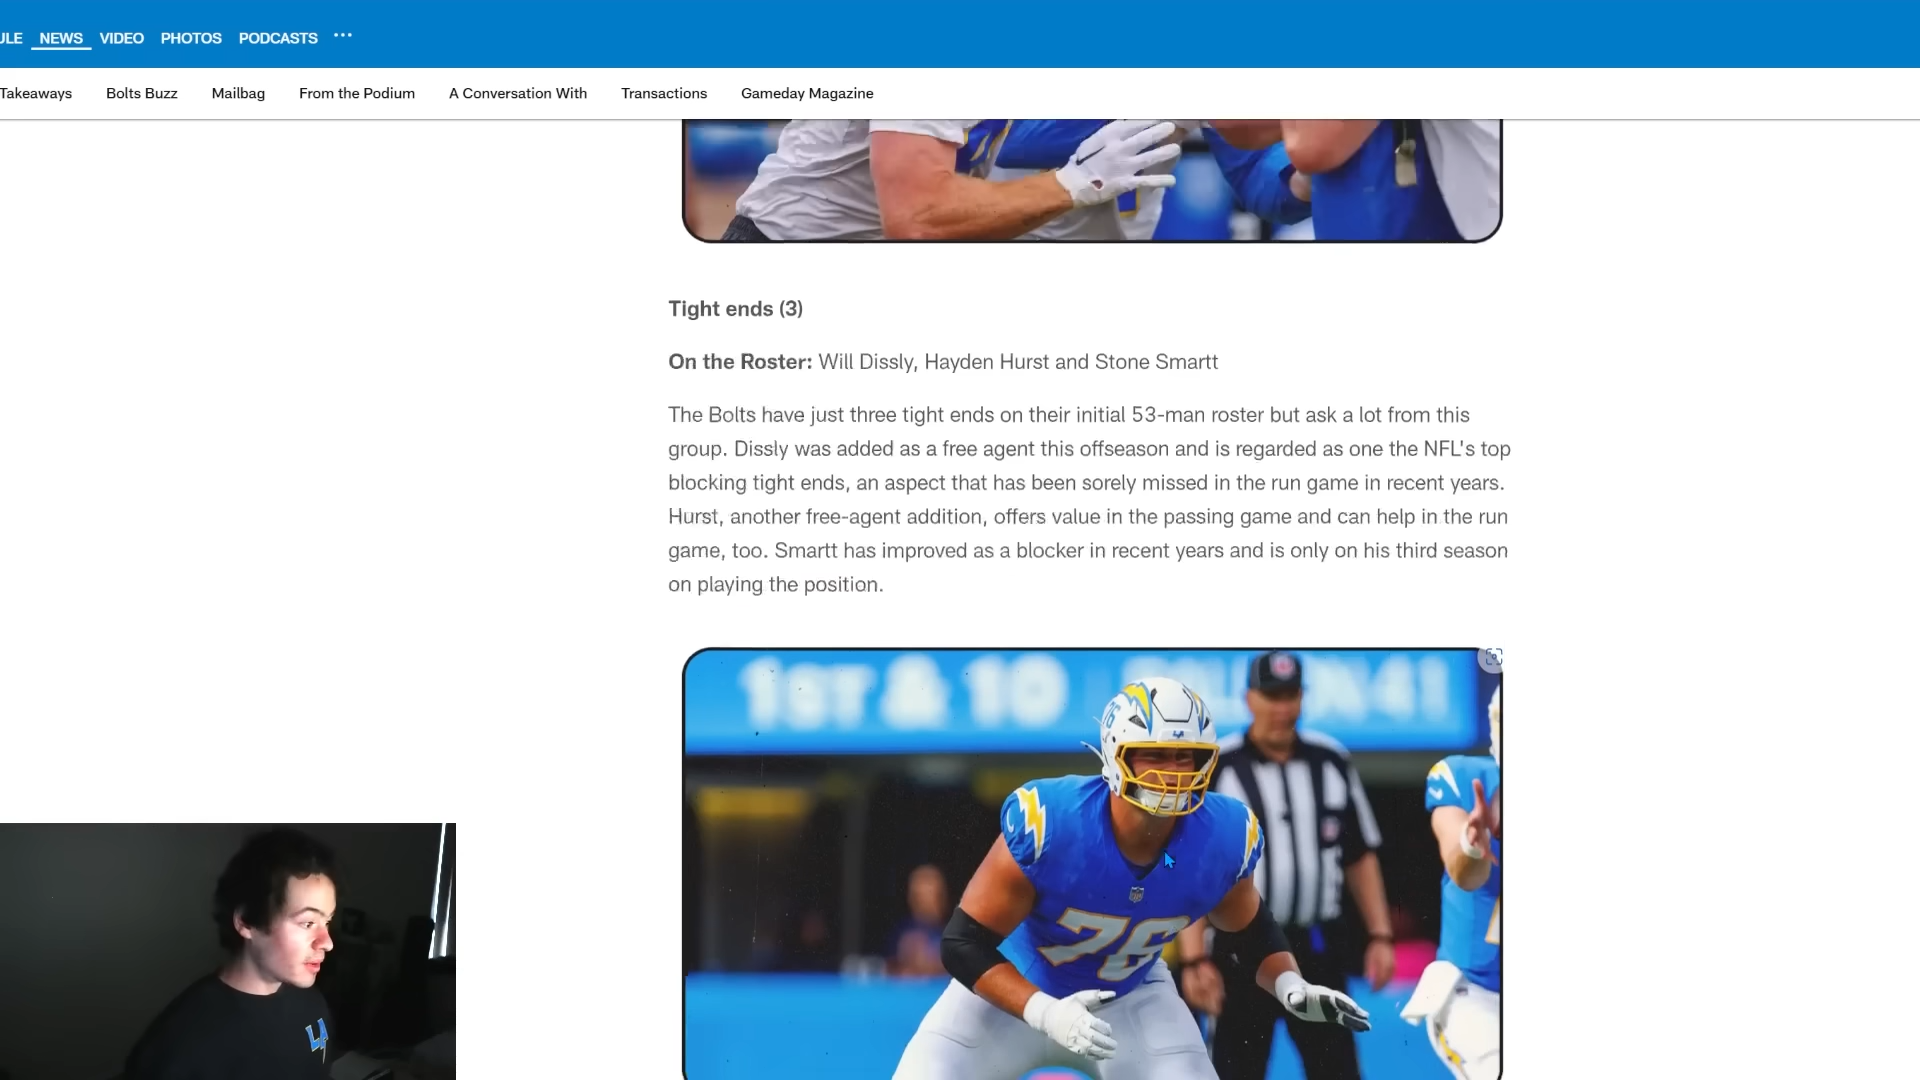 ULE NEWS VIDEO PHOTOS PODCASTS ...
Takeaways Bolts Buzz Mailbag From the Podium A Conversation With Transactions Gameday Magazine
Tight ends (3)
On the Roster: Will Dissly, Hayden Hurst and Stone Smartt
The Bolts have just three tight ends on their initial 53-man roster but ask a lot from this
group. Dissly was added as a free agent this offseason and is regarded as one the NFL's top
blocking tight ends, an aspect that has been sorely missed in the run game in recent years.
Hurst, another free-agent addition, offers value in the passing game and can help in the run
game, too. Smartt has improved as a blocker in recent years and is only on his third season
on playing the position.
1ST & 10
76
76
LA